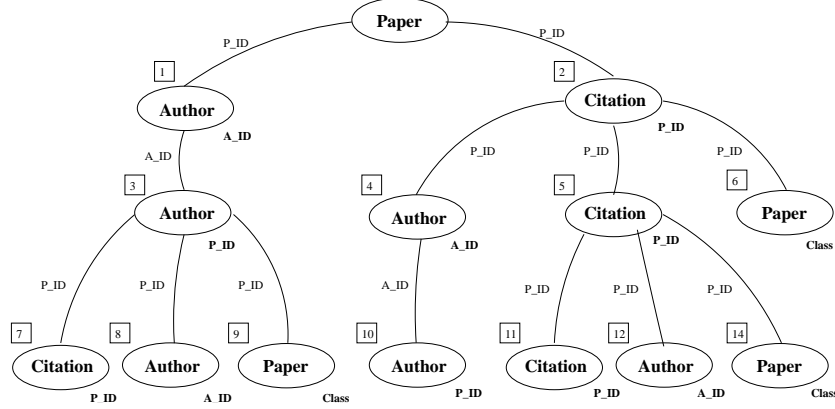 Paper
P_ID P_ID
1 2
Author Citation
A_ID P_ID
A_ID P_ID P_ID P_ID
3 4 5 6
Author Author Citation Paper
P_ID A_ID P_ID Class
P_ID P_ID P_ID A_ID P_ID P_ID P_ID
7 8 9 10 11 12 14
Citation Author Paper Author Citation Author Paper
P_ID A_ID Class P_ID P_ID A_ID Class